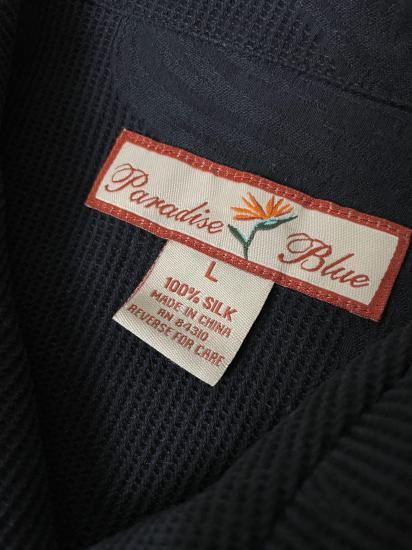 Paradise Blue
L
100% SILK
MADE IN CHINA
RN 84310
REVERSE FOR CARE